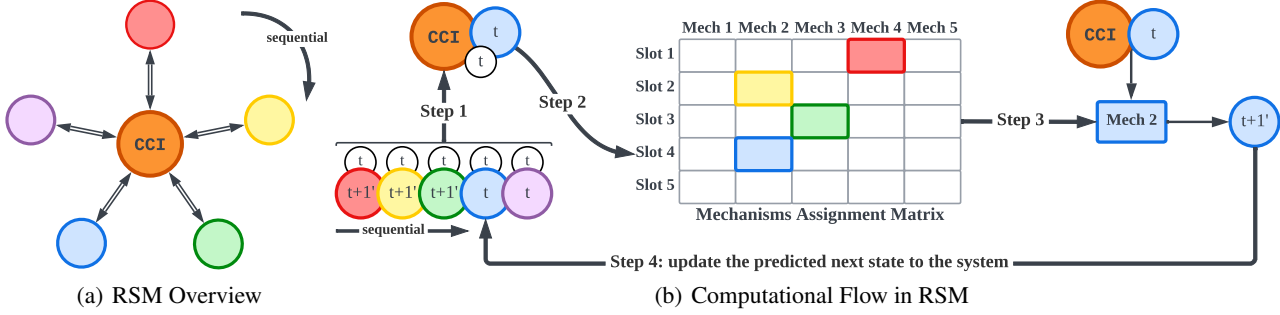 sequential
CCI
(a) RSM Overview
CCI
t
t
Step 1
t t t t t
t+1' t+1' t+1' t t
sequential
Step 2
Mech 1 Mech 2 Mech 3 Mech 4 Mech 5
Slot 1
Slot 2
Slot 3
Slot 4
Slot 5
Mechanisms Assignment Matrix
Step 3
CCI
t
Mech 2
t+1'
Step 4: update the predicted next state to the system
(b) Computational Flow in RSM